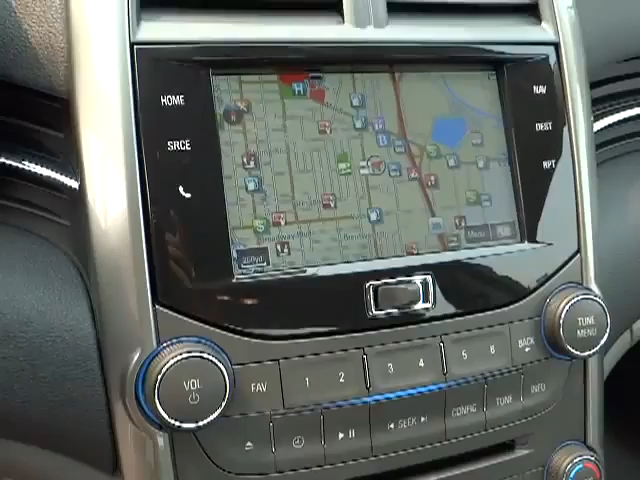 HOME
NAV
SRCE
DEST
RPT
H
B
Menu
VOL
FAV
1 2
3 4
5 6
BACK
TUNE
MENU
SEEK
CONFIG
TUNE
INFO